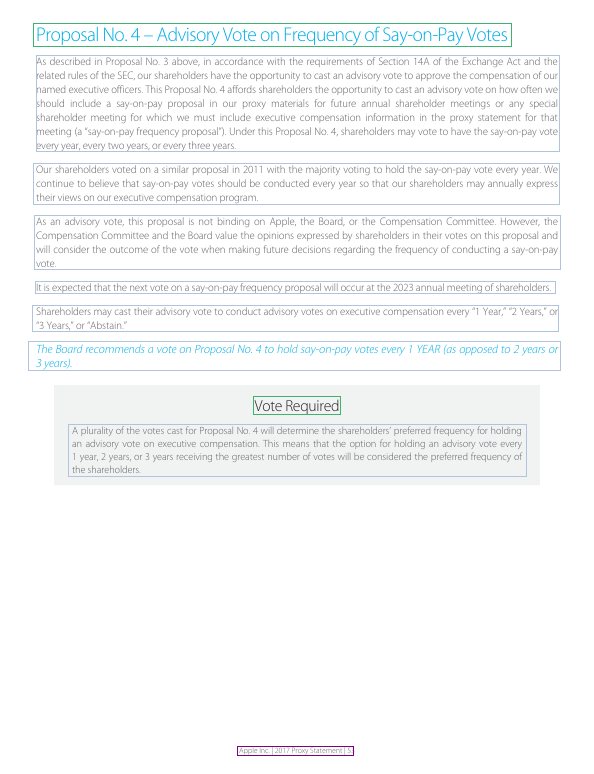 Proposal No. 4 – Advisory Vote on Frequency of Say-on-Pay Votes
As described in Proposal No. 3 above, in accordance with the requirements of Section 14A of the Exchange Act and the
related rules of the SEC, our shareholders have the opportunity to cast an advisory vote to approve the compensation of our
named executive officers. This Proposal No. 4 affords shareholders the opportunity to cast an advisory vote on how often we
should include a say-on-pay proposal in our proxy materials for future annual shareholder meetings or any special
shareholder meeting for which we must include executive compensation information in the proxy statement for that
meeting (a “say-on-pay frequency proposal”). Under this Proposal No. 4, shareholders may vote to have the say-on-pay vote
every year, every two years, or every three years.
Our shareholders voted on a similar proposal in 2011 with the majority voting to hold the say-on-pay vote every year. We
continue to believe that say-on-pay votes should be conducted every year so that our shareholders may annually express
their views on our executive compensation program.
As an advisory vote, this proposal is not binding on Apple, the Board, or the Compensation Committee. However, the
Compensation Committee and the Board value the opinions expressed by shareholders in their votes on this proposal and
will consider the outcome of the vote when making future decisions regarding the frequency of conducting a say-on-pay
vote.
It is expected that the next vote on a say-on-pay frequency proposal will occur at the 2023 annual meeting of shareholders.
Shareholders may cast their advisory vote to conduct advisory votes on executive compensation every “1 Year,” “2 Years,” or
“3 Years,” or “Abstain.”
The Board recommends a vote on Proposal No. 4 to hold say-on-pay votes every 1 YEAR (as opposed to 2 years or
3 years).
Vote Required
A plurality of the votes cast for Proposal No. 4 will determine the shareholders’ preferred frequency for holding
an advisory vote on executive compensation. This means that the option for holding an advisory vote every
1 year, 2 years, or 3 years receiving the greatest number of votes will be considered the preferred frequency of
the shareholders.
Apple Inc. | 2017 Proxy Statement |